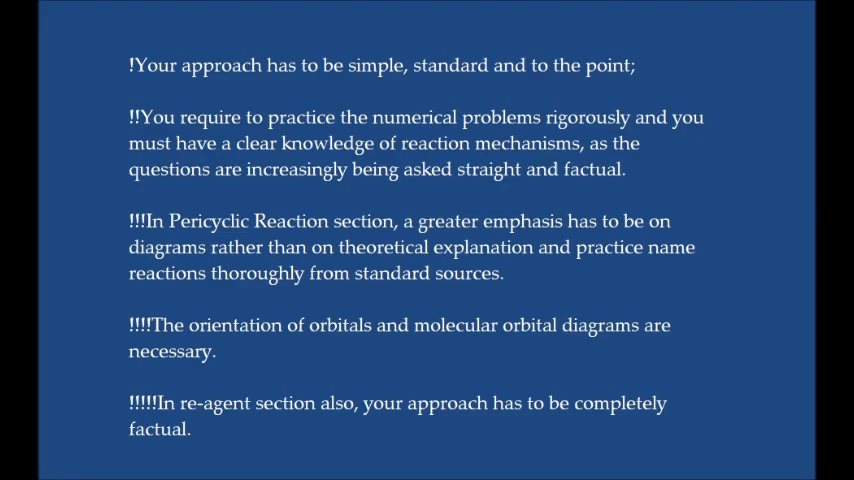 !Your approach has to be simple, standard and to the point;
!!You require to practice the numerical problems rigorously and you
must have a clear knowledge of reaction mechanisms, as the
questions are increasingly being asked straight and factual.
!!!In Pericyclic Reaction section, a greater emphasis has to be on
diagrams rather than on theoretical explanation and practice name
reactions thoroughly from standard sources.
!!!!The orientation of orbitals and molecular orbital diagrams are
necessary.
!!!!!In re-agent section also, your approach has to be completely
factual.